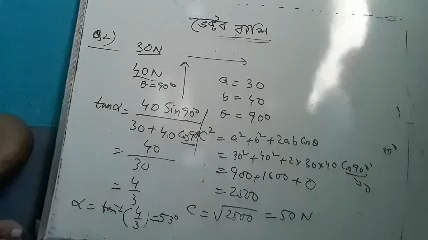 ভেক্টর রাশি
30N
40N
θ = 90°
a = 30
b = 40
θ = 90°
tanα = 40 Sin90° / 30 + 40 Cos90°
= 40 / 30
= 4 / 3
α = tan⁻¹(4/3) = 53°
c² = a² + b² + 2ab Cosθ
= 30² + 40² + 2×30×40 Cos90°
= 900 + 1600 + 0
= 2500
C = √2500 = 50 N